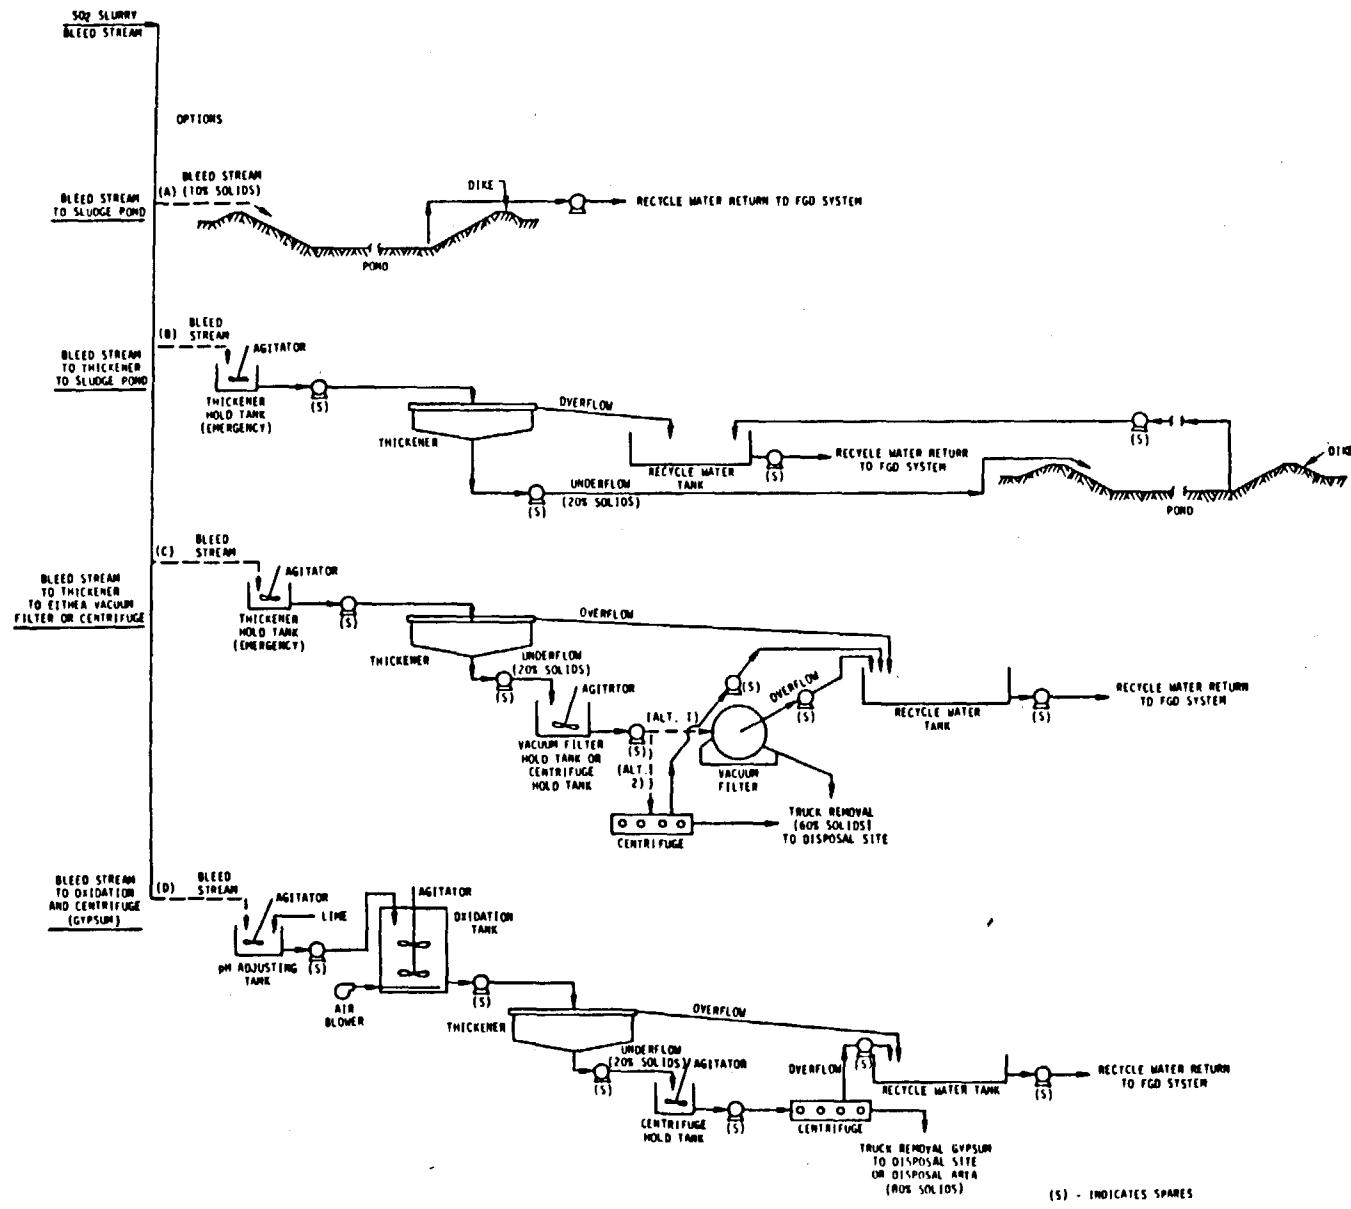 SO2 SLURRY
BLEED STREAM
OPTIONS
BLEED STREAM
TO SLUDGE POND
BLEED STREAM
(A) (10% SOLIDS)
DIKE
RECYCLE WATER RETURN TO FGD SYSTEM
POND
BLEED STREAM
TO THICKENER
TO SLUDGE POND
(B) BLEED
STREAM
AGITATOR
THICKENER
HOLD TANK
(EMERGENCY)
(S)
THICKENER
OVERFLOW
RECYCLE WATER
TANK
(S)
RECYCLE WATER RETURN
TO FGD SYSTEM
(S)
DIKE
UNDERFLOW
(20% SOLIDS)
(S)
POND
BLEED STREAM
TO THICKENER
TO EITHEA VACUUM
FILTER OR CENTRIFUGE
(C) BLEED
STREAM
AGITATOR
THICKENER
HOLD TANK
(EMERGENCY)
(S)
THICKENER
OVERFLOW
UNDERFLOW
(20% SOLIDS)
(S)
AGITRTOR
VACUUM FILTER
HOLD TANK OR
CENTRIFUGE
HOLD TANK
(S)
(ALT. 1)
(ALT.
2)
(S)
OVERFLOW
(S)
VACUUM
FILTER
RECYCLE WATER
TANK
(S)
RECYCLE WATER RETURN
TO FGD SYSTEM
CENTRIFUGE
TRUCK REMOVAL
(60% SOLIDS)
TO DISPOSAL SITE
BLEED STREAM
TO OXIDATION
AND CENTRIFUGE
(GYPSUM)
(D) BLEED
STREAM
AGITATOR
LIME
pH ADJUSTING
TANK
(S)
AGITATOR
OXIDATION
TANK
AIR
BLOWER
(S)
THICKENER
OVERFLOW
UNDERFLOW
(20% SOLIDS)
(S)
AGITATOR
CENTRIFUGE
HOLD TANK
(S)
OVERFLOW
(S)
CENTRIFUGE
RECYCLE WATER TANK
(S)
RECYCLE WATER RETURN
TO FGD SYSTEM
TRUCK REMOVAL GYPSUM
TO DISPOSAL SITE
OR DISPOSAL AREA
(80% SOLIDS)
(S) - INDICATES SPARES